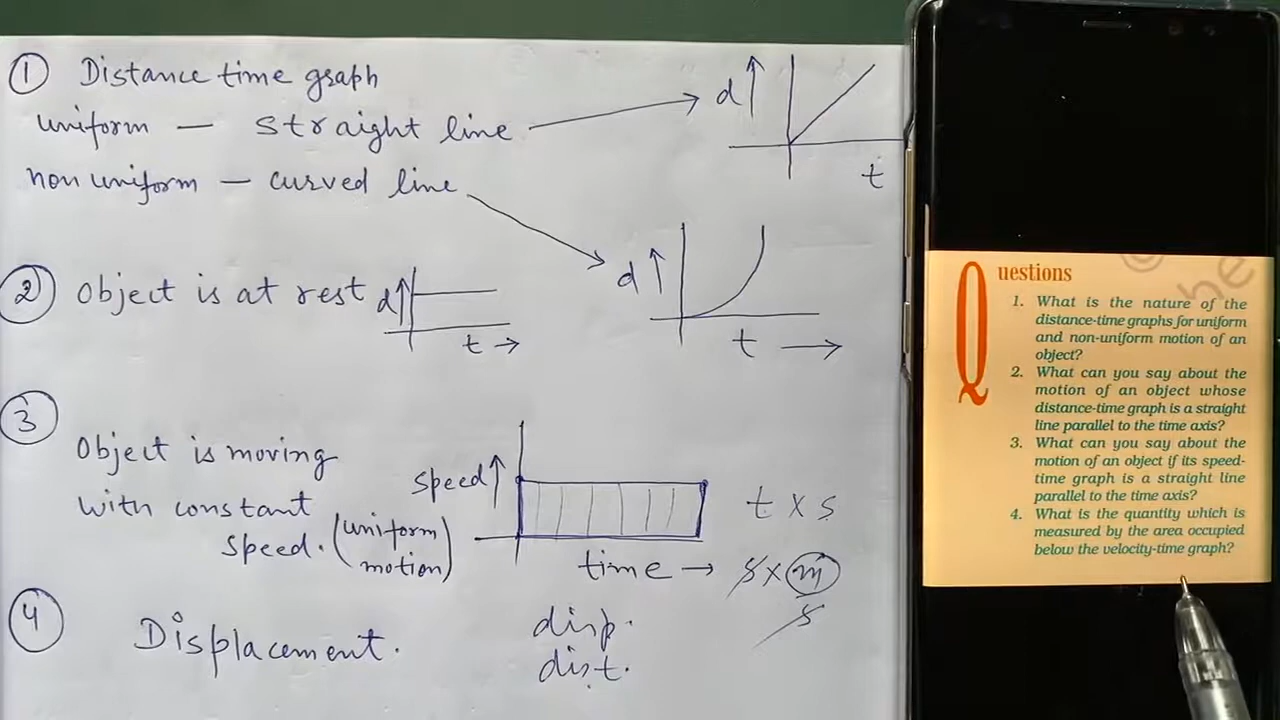 ① Distance time graph
uniform — straight line
non uniform — curved line
d
t
d
t
② Object is at rest
d
t
③
Object is moving
with constant
speed. (uniform motion)
speed
time
t x s
s x m
s
④ Displacement.
disp.
dist.
Questions
1. What is the nature of the
distance-time graphs for uniform
and non-uniform motion of an
object?
2. What can you say about the
motion of an object whose
distance-time graph is a straight
line parallel to the time axis?
3. What can you say about the
motion of an object if its speed-
time graph is a straight line
parallel to the time axis?
4. What is the quantity which is
measured by the area occupied
below the velocity-time graph?